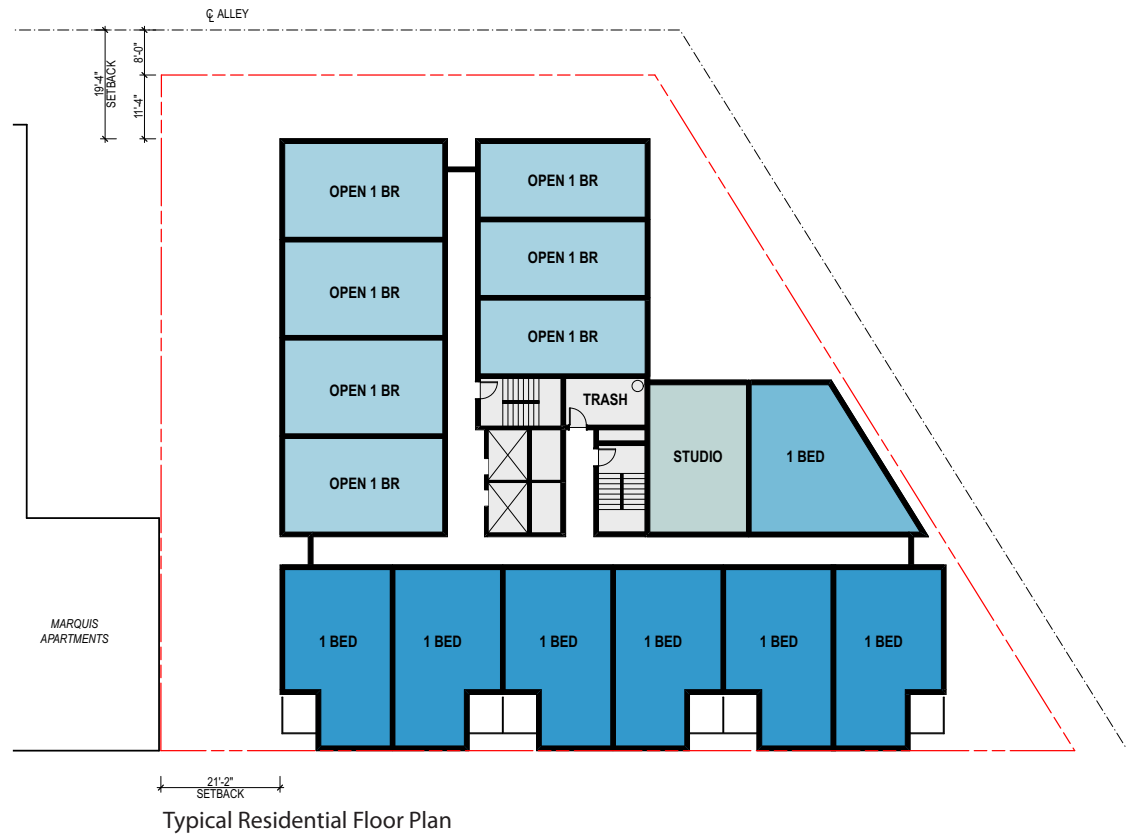 ℄ ALLEY
8'-0"
19'-4"
SETBACK
11'-4"
OPEN 1 BR
OPEN 1 BR
OPEN 1 BR
OPEN 1 BR
OPEN 1 BR
OPEN 1 BR
TRASH
STUDIO
1 BED
OPEN 1 BR
MARQUIS
APARTMENTS
1 BED
1 BED
1 BED
1 BED
1 BED
1 BED
21'-2"
SETBACK
Typical Residential Floor Plan